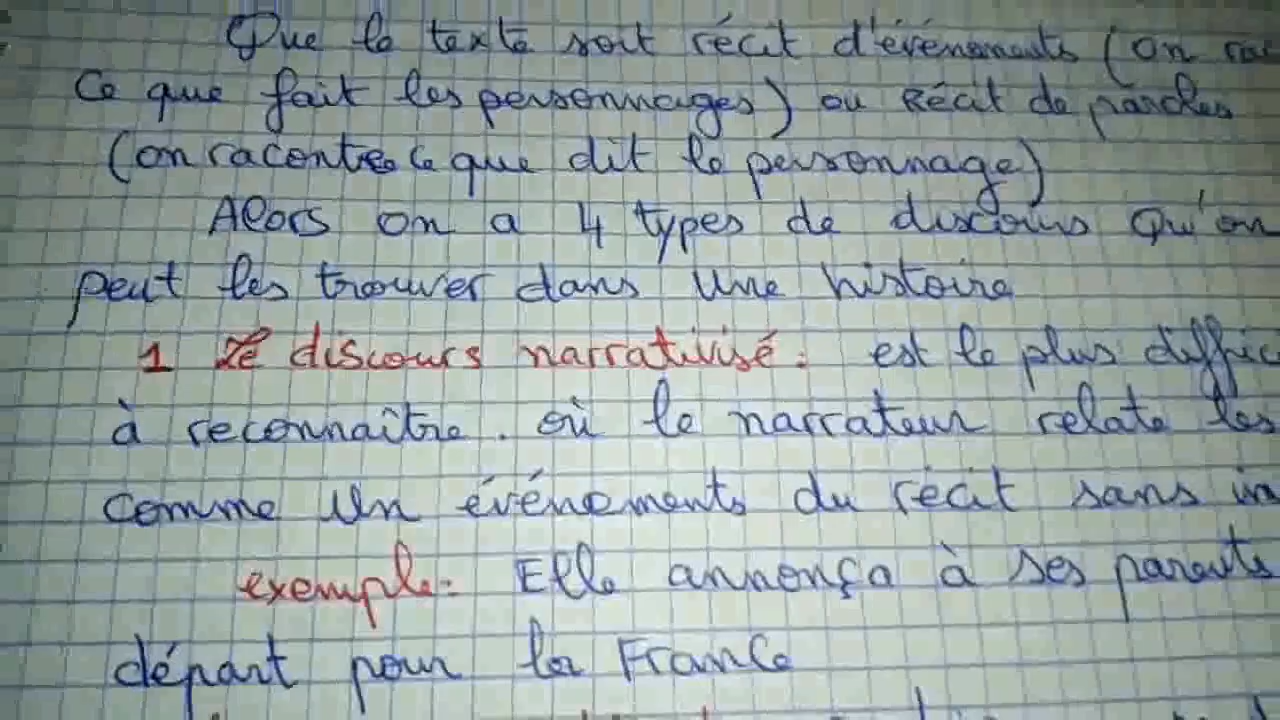 Que le texte soit récit d'événements (on rac
Ce que fait les personnages) ou Récit de paroles
(on raconte ce que dit le personnage)
Alors on a 4 types de discours Qu'on
peut les trouver dans Une histoire
1 Le discours narrativisé : est le plus diffic
à reconnaître. où le narrateur relate les
comme Un événements du récit sans in
exemple : Elle annonça à ses parents
départ pour la France